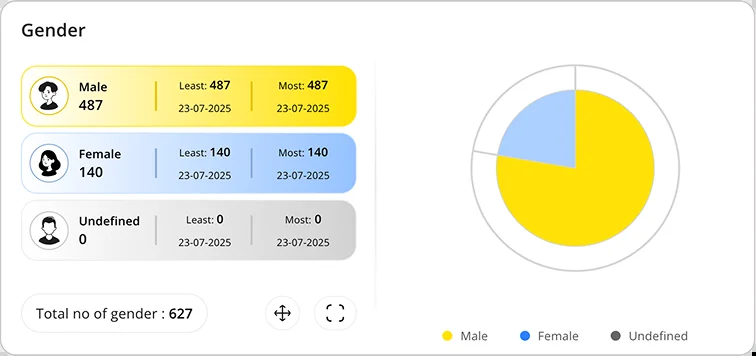 Gender
Male
487
Least: 487
23-07-2025
Most: 487
23-07-2025
Female
140
Least: 140
23-07-2025
Most: 140
23-07-2025
Undefined
0
Least: 0
23-07-2025
Most: 0
23-07-2025
Total no of gender : 627
Male
Female
Undefined